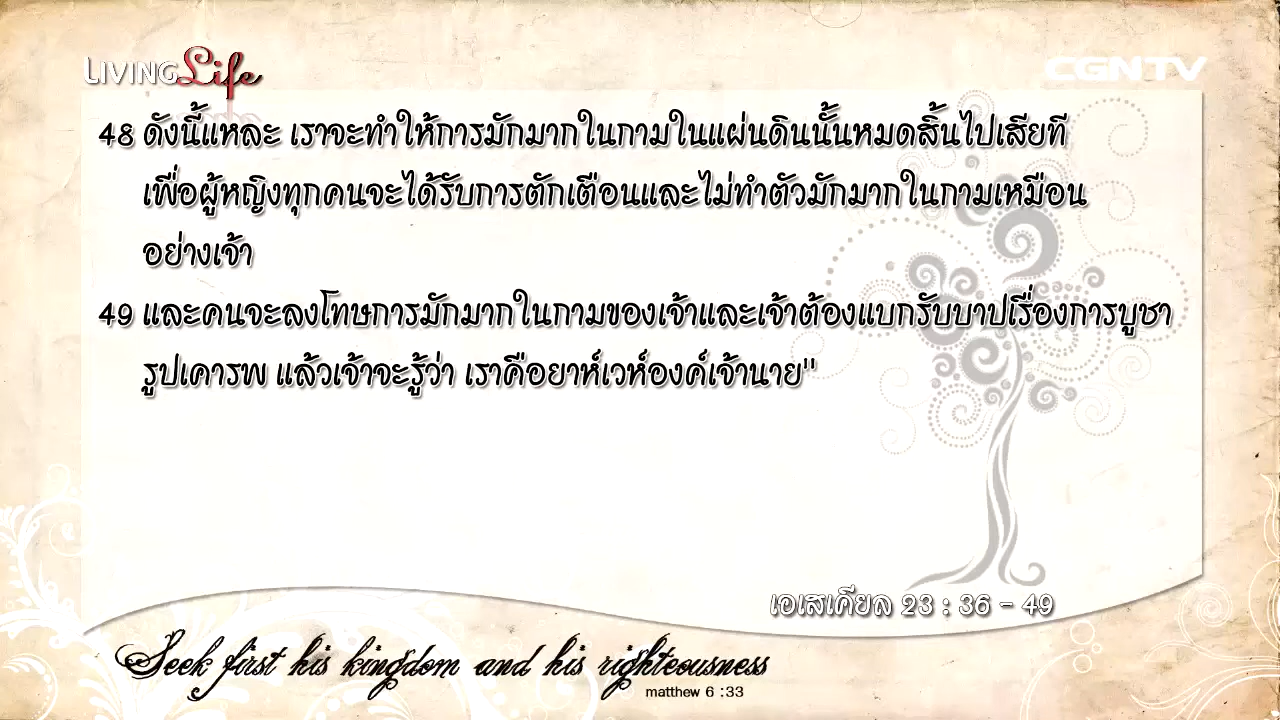 LIVING Life
CGNTV
48 ดังนี้แหละ เราจะทำให้การมักมากในกามในแผ่นดินนั้นหมดสิ้นไปเสียที
เพื่อผู้หญิงทุกคนจะได้รับการตักเตือนและไม่ทำตัวมักมากในกามเหมือน
อย่างเจ้า
49 และคนจะลงโทษการมักมากในกามของเจ้าและเจ้าต้องแบกรับบาปเรื่องการบูชา
รูปเคารพ แล้วเจ้าจะรู้ว่า เราคือยาห์เวห์องค์เจ้านาย"
เอเสเคียล 23 : 36 - 49
Seek first his kingdom and his righteousness
matthew 6 :33